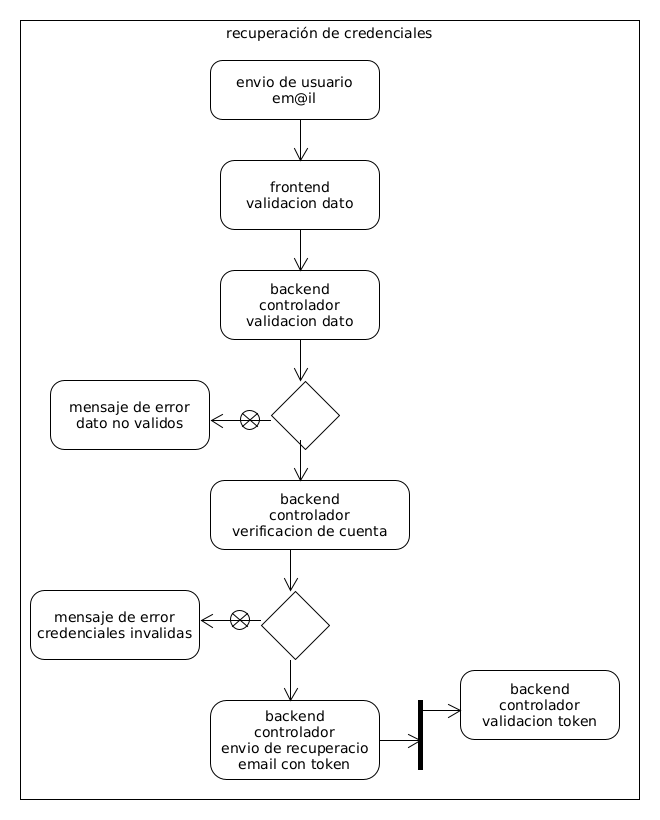 recuperación de credenciales
envio de usuario
em@il
frontend
validacion dato
backend
controlador
validacion dato
mensaje de error
dato no validos
backend
controlador
verificacion de cuenta
mensaje de error
credenciales invalidas
backend
controlador
envio de recuperacio
email con token
backend
controlador
validacion token